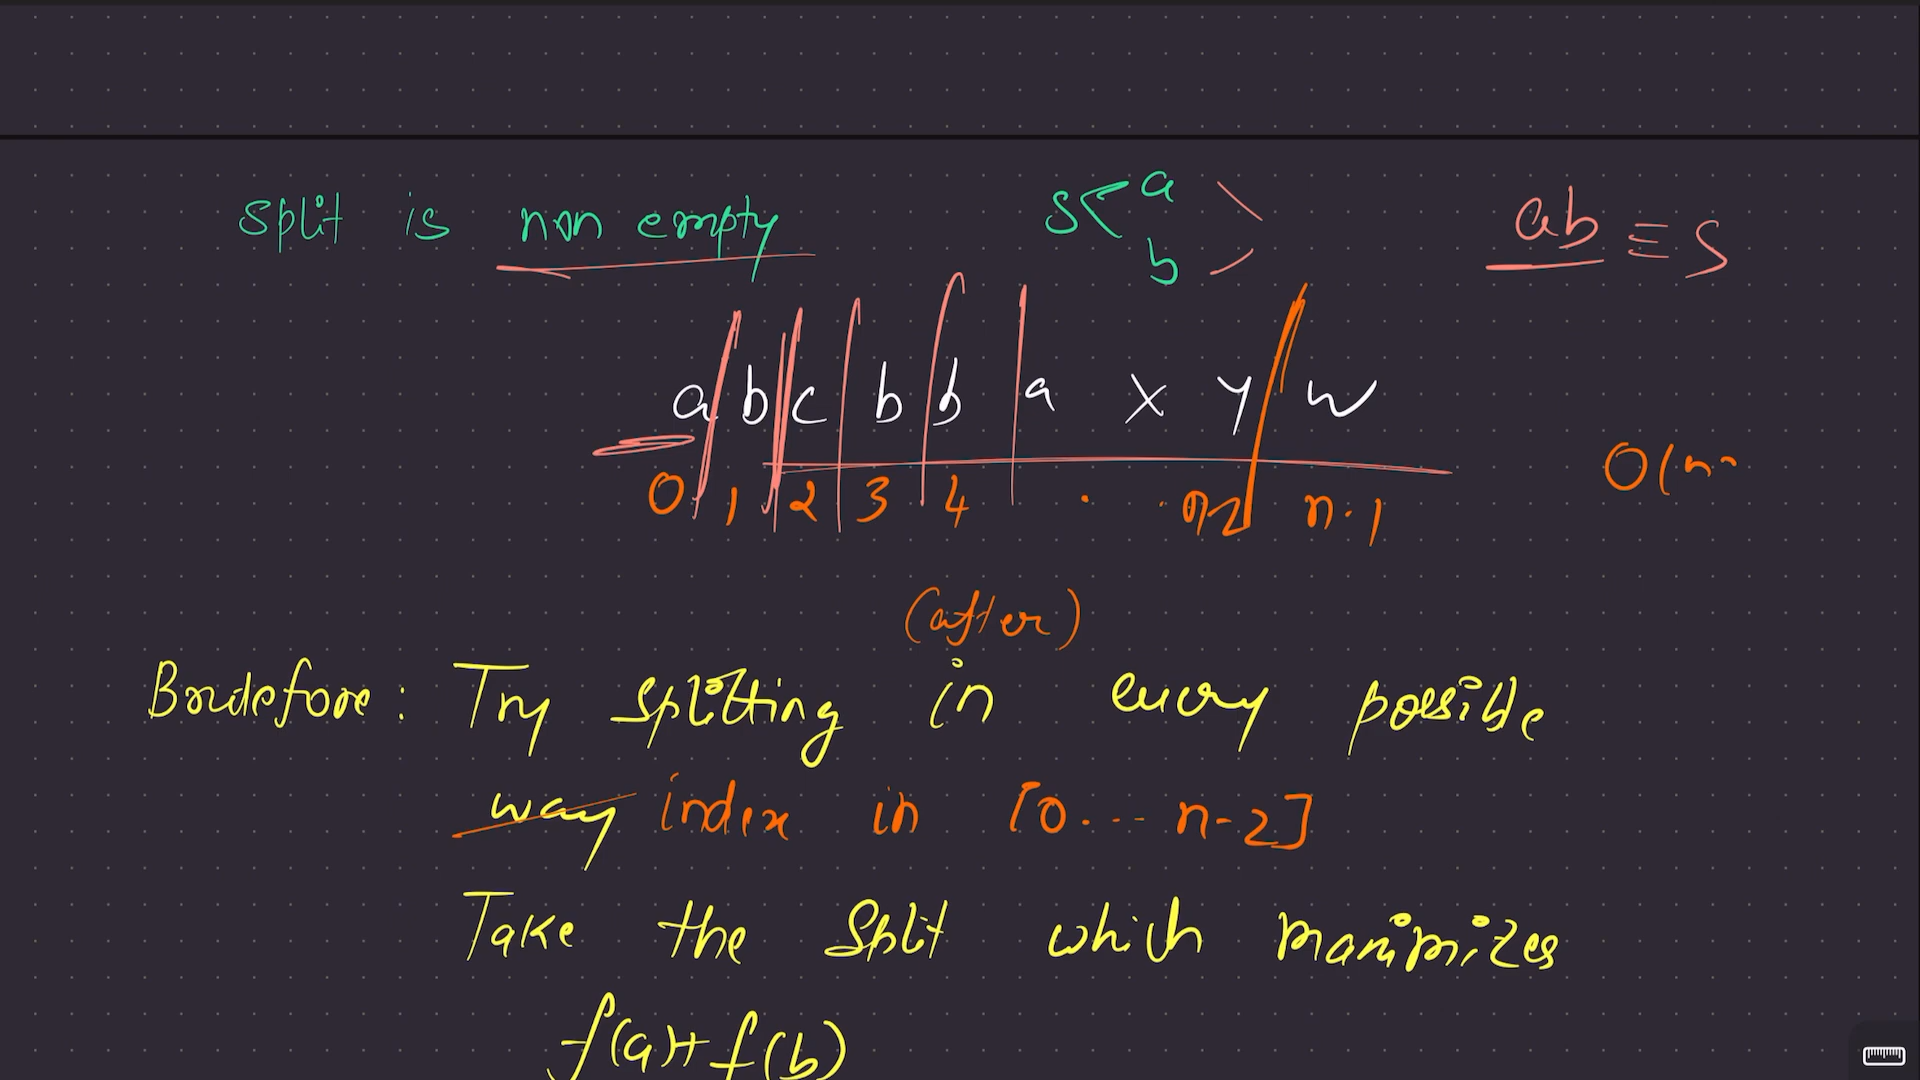 split is non empty s< a b > ab ≡ S
a b c b b a x y w
O(n
0 1 2 3 4 . . n-2 n-1
(after)
Bruteforce: Try splitting in every possible
way index in [0... n-2]
Take the split which maximizes
f(a)+f(b)